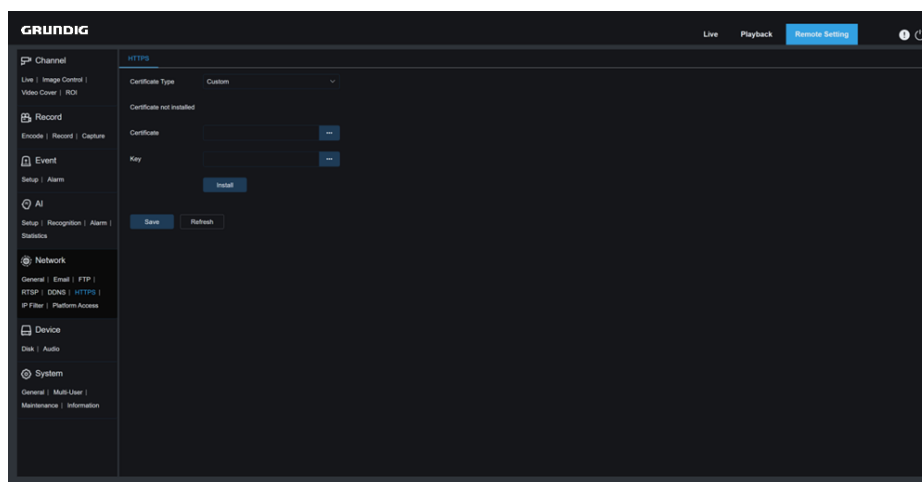 GRUNDIG
Live Playback Remote Setting
Channel
Live | Image Control |
Video Cover | ROI
Record
Encode | Record | Capture
Event
Setup | Alarm
AI
Setup | Recognition | Alarm |
Statistics
Network
General | Email | FTP |
RTSP | DDNS | HTTPS |
IP Filter | Platform Access
Device
Disk | Audio
System
General | Multi-User |
Maintenance | Information
HTTPS
Certificate Type Custom
Certificate not installed
Certificate ...
Key ...
Install
Save Refresh